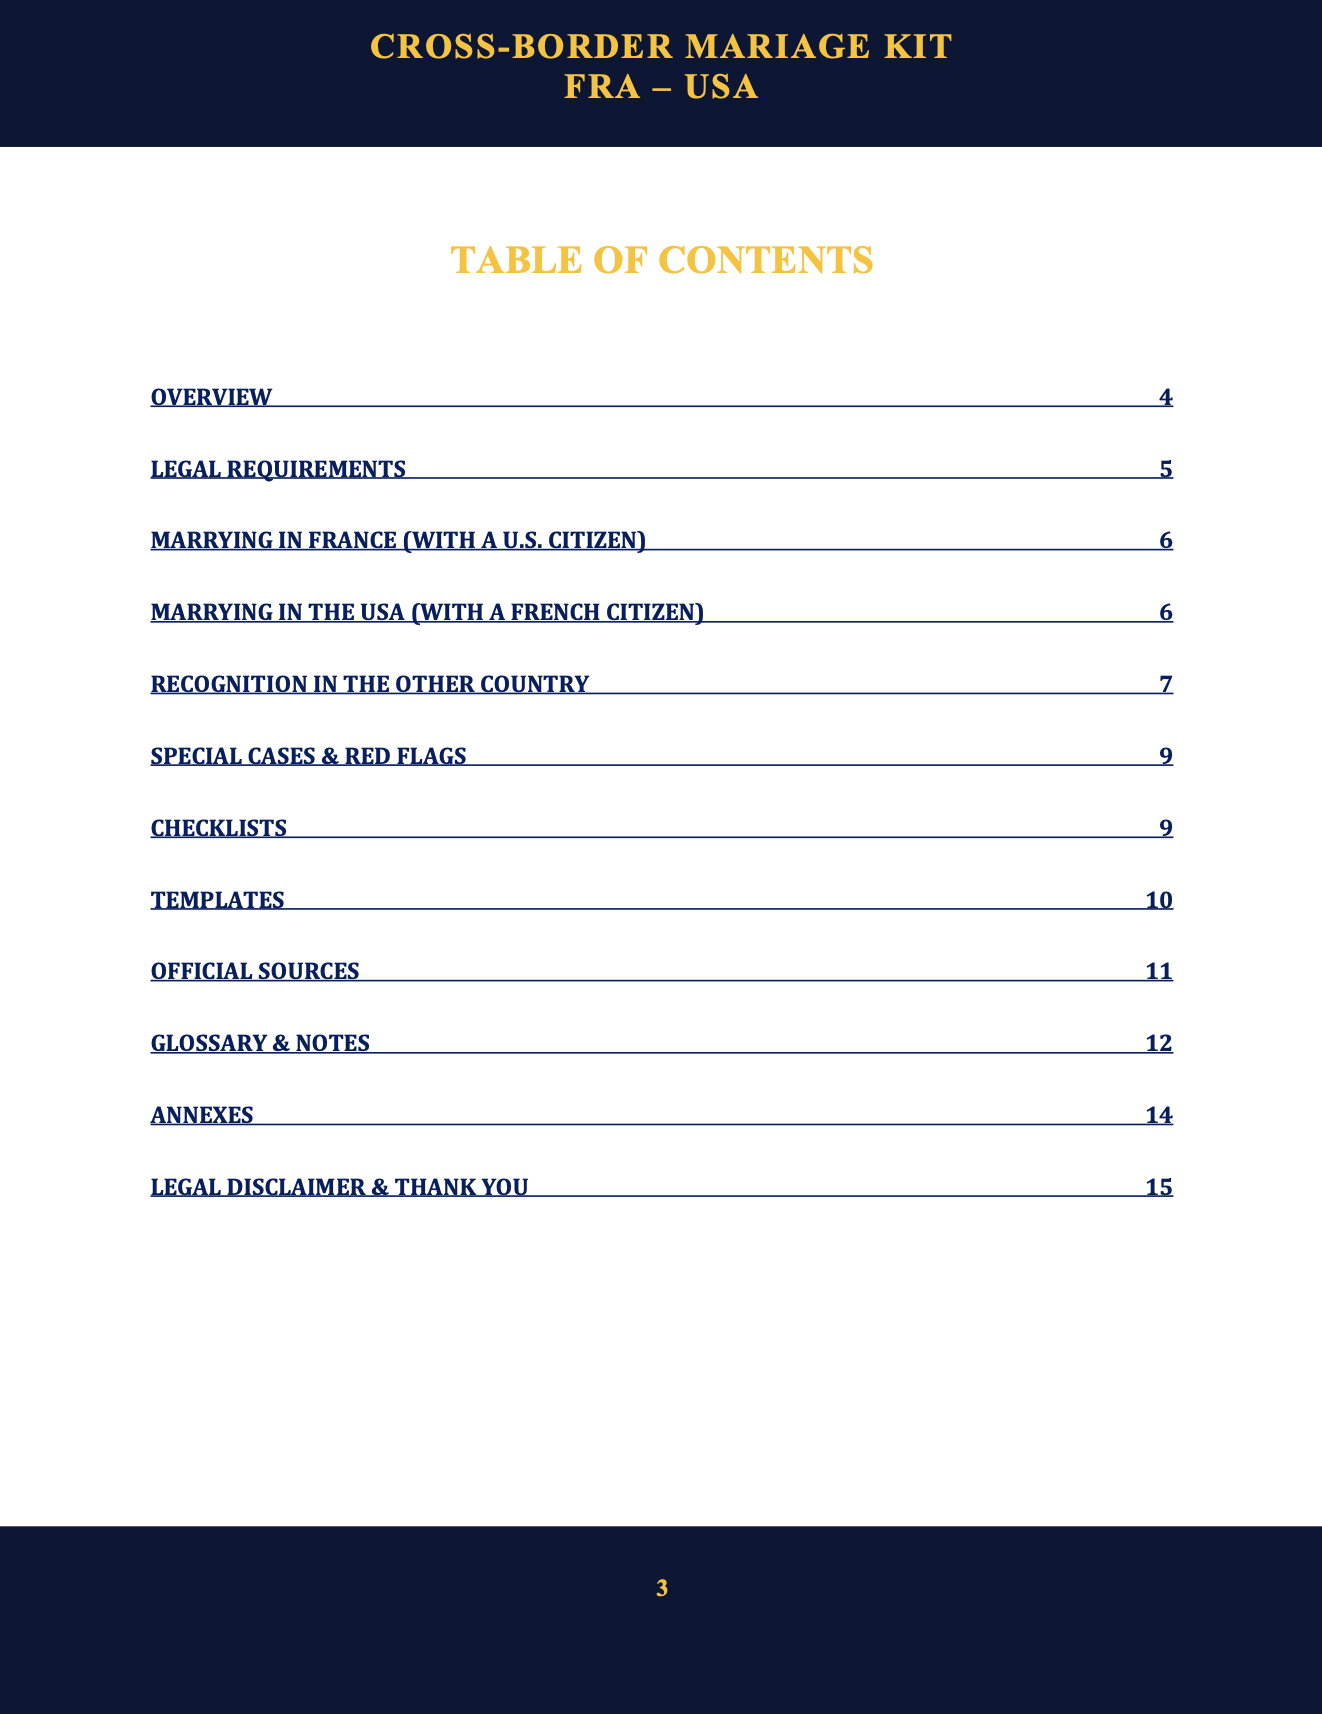 CROSS-BORDER MARIAGE KIT
FRA – USA
TABLE OF CONTENTS
OVERVIEW 4
LEGAL REQUIREMENTS 5
MARRYING IN FRANCE (WITH A U.S. CITIZEN) 6
MARRYING IN THE USA (WITH A FRENCH CITIZEN) 6
RECOGNITION IN THE OTHER COUNTRY 7
SPECIAL CASES & RED FLAGS 9
CHECKLISTS 9
TEMPLATES 10
OFFICIAL SOURCES 11
GLOSSARY & NOTES 12
ANNEXES 14
LEGAL DISCLAIMER & THANK YOU 15
3